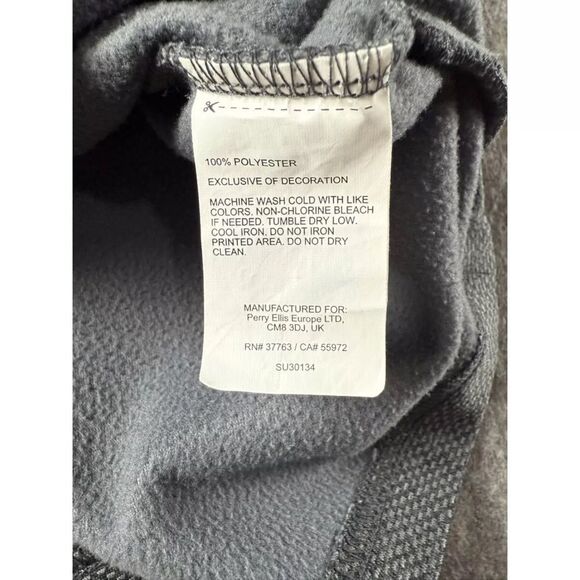 100% POLYESTER
EXCLUSIVE OF DECORATION
MACHINE WASH COLD WITH LIKE
COLORS. NON-CHLORINE BLEACH
IF NEEDED. TUMBLE DRY LOW.
COOL IRON, DO NOT IRON
PRINTED AREA. DO NOT DRY
CLEAN.
MANUFACTURED FOR:
Perry Ellis Europe LTD,
CM8 3DJ, UK
RN# 37763 / CA# 55972
SU30134